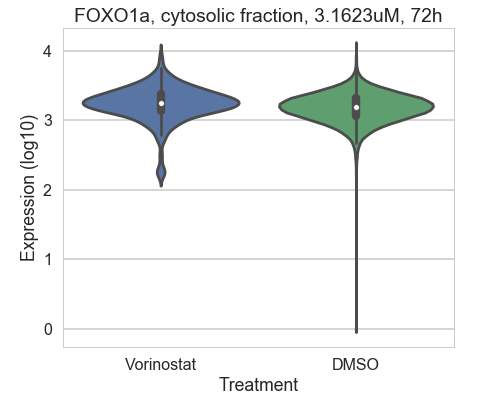 FOXO1a, cytosolic fraction, 3.1623uM, 72h
4
3
2
1
0
Expression (log10)
Vorinostat DMSO
Treatment